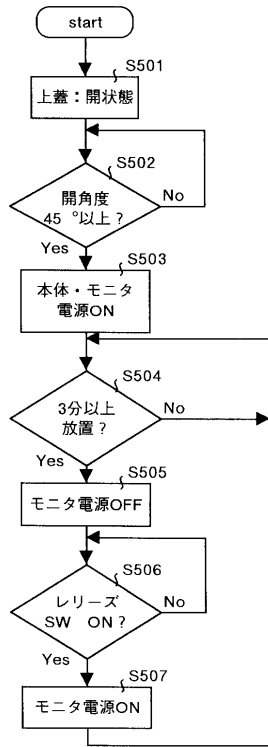 start
S501
上蓋：開状態
S502
開角度
45 °以上？
No
Yes
S503
本体・モニタ
電源ON
S504
3分以上
放置？
No
Yes
S505
モニタ電源OFF
S506
レリーズ
SW ON？
No
Yes
S507
モニタ電源ON